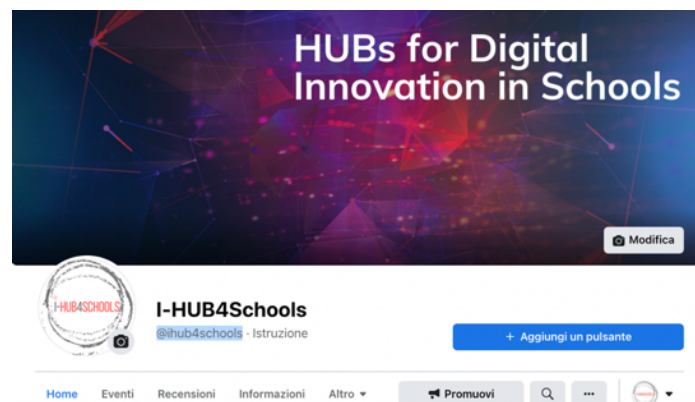 HUBs for Digital
Innovation in Schools
Modifica
I-HUB4SCHOOLS
I-HUB4Schools
@ihub4schools · Istruzione
+ Aggiungi un pulsante
Home Eventi Recensioni Informazioni Altro Promuovi